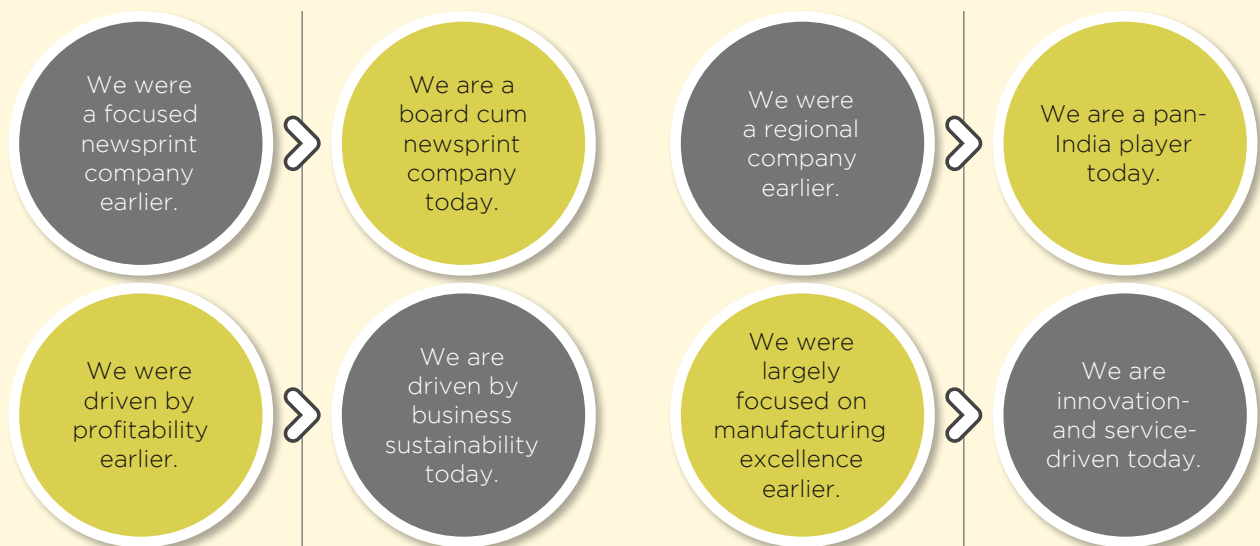 We were
a focused
newsprint
company
earlier.
We are a
board cum
newsprint
company
today.
We were
a regional
company
earlier.
We are a pan-
India player
today.
We were
driven by
profitability
earlier.
We are
driven by
business
sustainability
today.
We were
largely
focused on
manufacturing
excellence
earlier.
We are
innovation-
and service-
driven today.